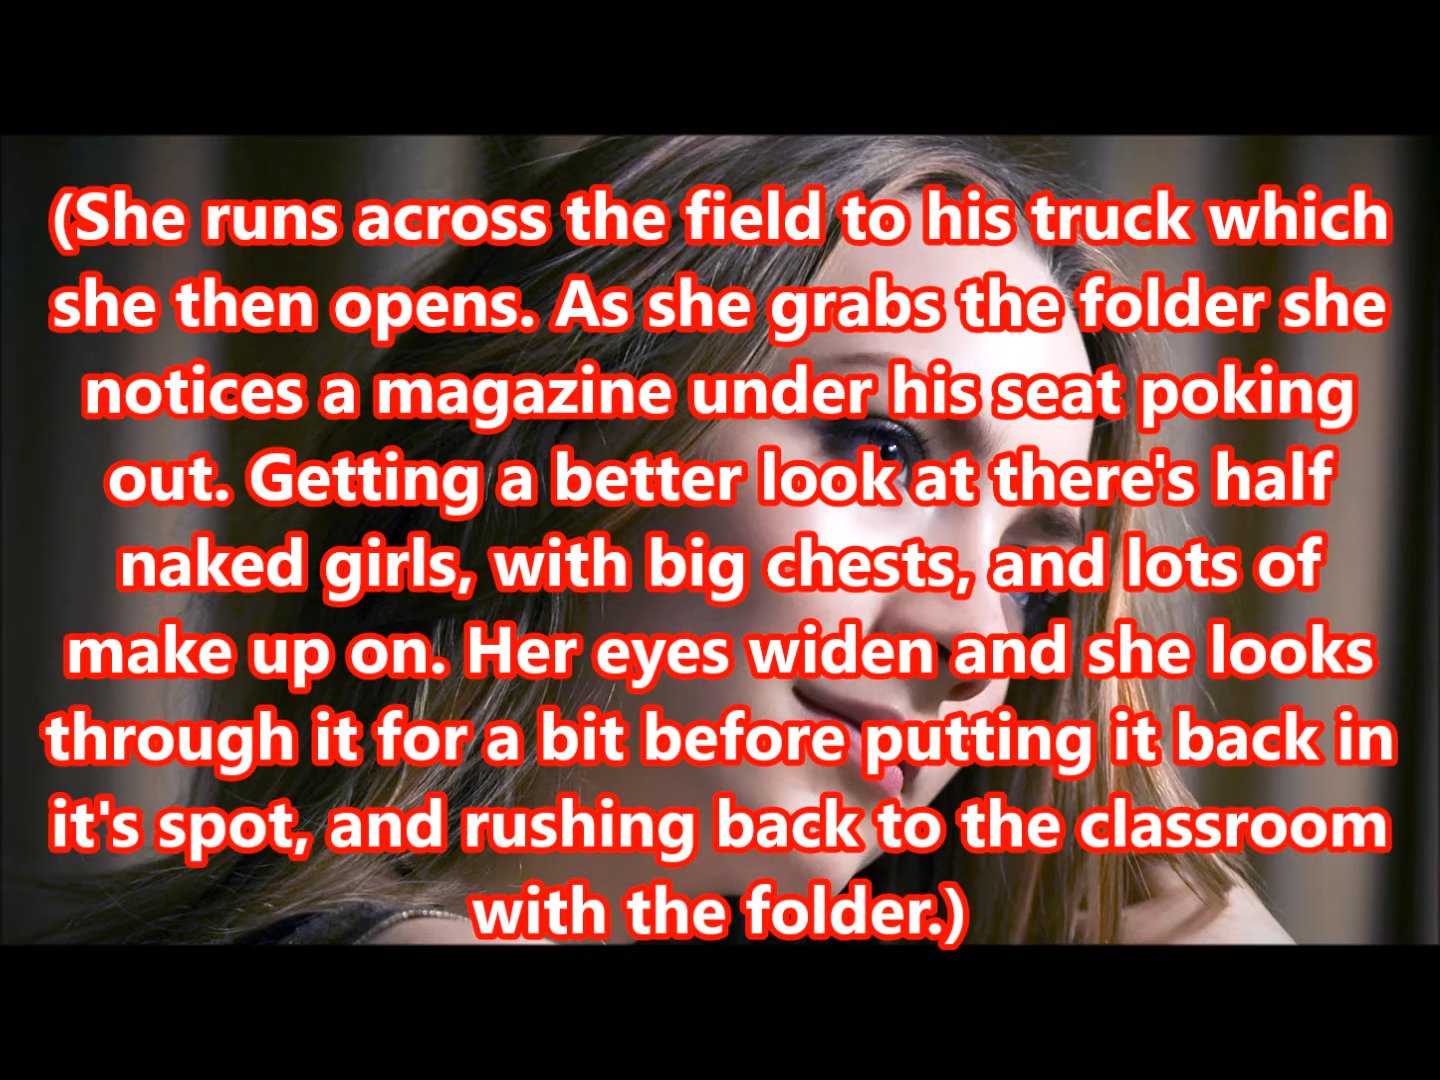 (She runs across the field to his truck which
she then opens. As she grabs the folder she
notices a magazine under his seat poking
out. Getting a better look at there's half
naked girls, with big chests, and lots of
make up on. Her eyes widen and she looks
through it for a bit before putting it back in
it's spot, and rushing back to the classroom
with the folder.)